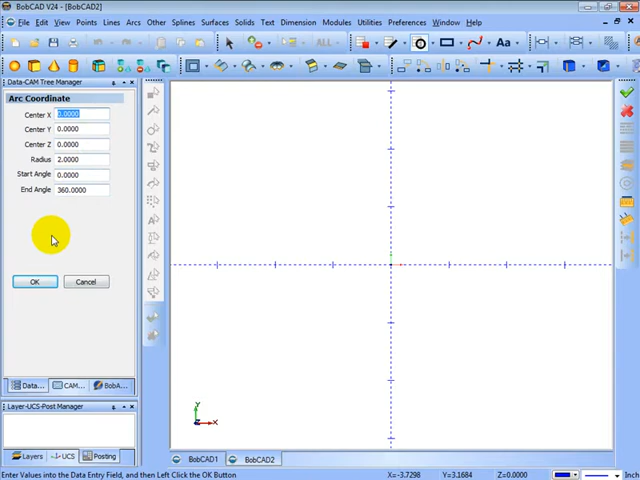 BobCAD V24 - [BobCAD2]
File Edit View Points Lines Arcs Other Splines Surfaces Solids Text Dimension Modules Utilities Preferences Window
ALL
Data-CAM Tree Manager
Arc Coordinate
Center X 0.0000
Center Y 0.0000
Center Z 0.0000
Radius 2.0000
Start Angle 0.0000
End Angle 360.0000
OK Cancel
Data... CAM... BobA...
Layer-UCS-Post Manager
Y
Z X
Layers UCS Posting
BobCAD1 BobCAD2
Enter Values into the Data Entry Field, and then Left Click the OK Button X=-3.7298 Y=3.1684 Z=0.0000 Inch